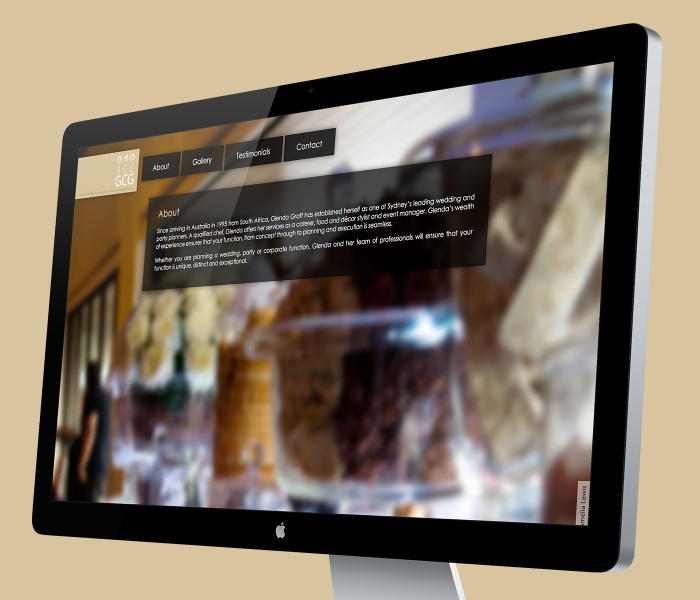 GCG
About
Gallery
Testimonials
Contact
About
Since arriving in Australia in 1995 from South Africa, Glenda Groff has established herself as one of Sydney's leading wedding and
party planners. A qualified chef, Glenda offers her services as a caterer, food and décor stylist and event manager. Glenda's wealth
of experience ensures that your function, from concept through to planning and execution is seamless.
Whether you are planning a wedding, party or corporate function, Glenda and her team of professionals will ensure that your
function is unique, distinct and exceptional.
Amelia Lewis